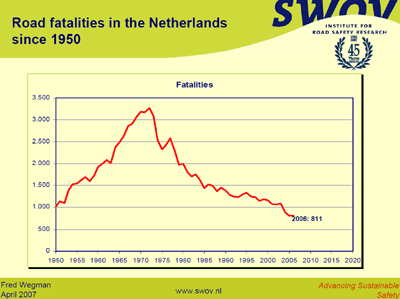 Road fatalities in the Netherlands
since 1950
swov
INSTITUTE FOR
ROAD SAFETY RESEARCH
45
Fatalities
3.500
3.000
2.500
2.000
1.500
1.000
500
0
1950 1955 1960 1965 1970 1975 1980 1985 1990 1995 2000 2005 2010 2015 2020
2006: 811
Fred Wegman
April 2007
www.swov.nl
Advancing Sustainable
Safety